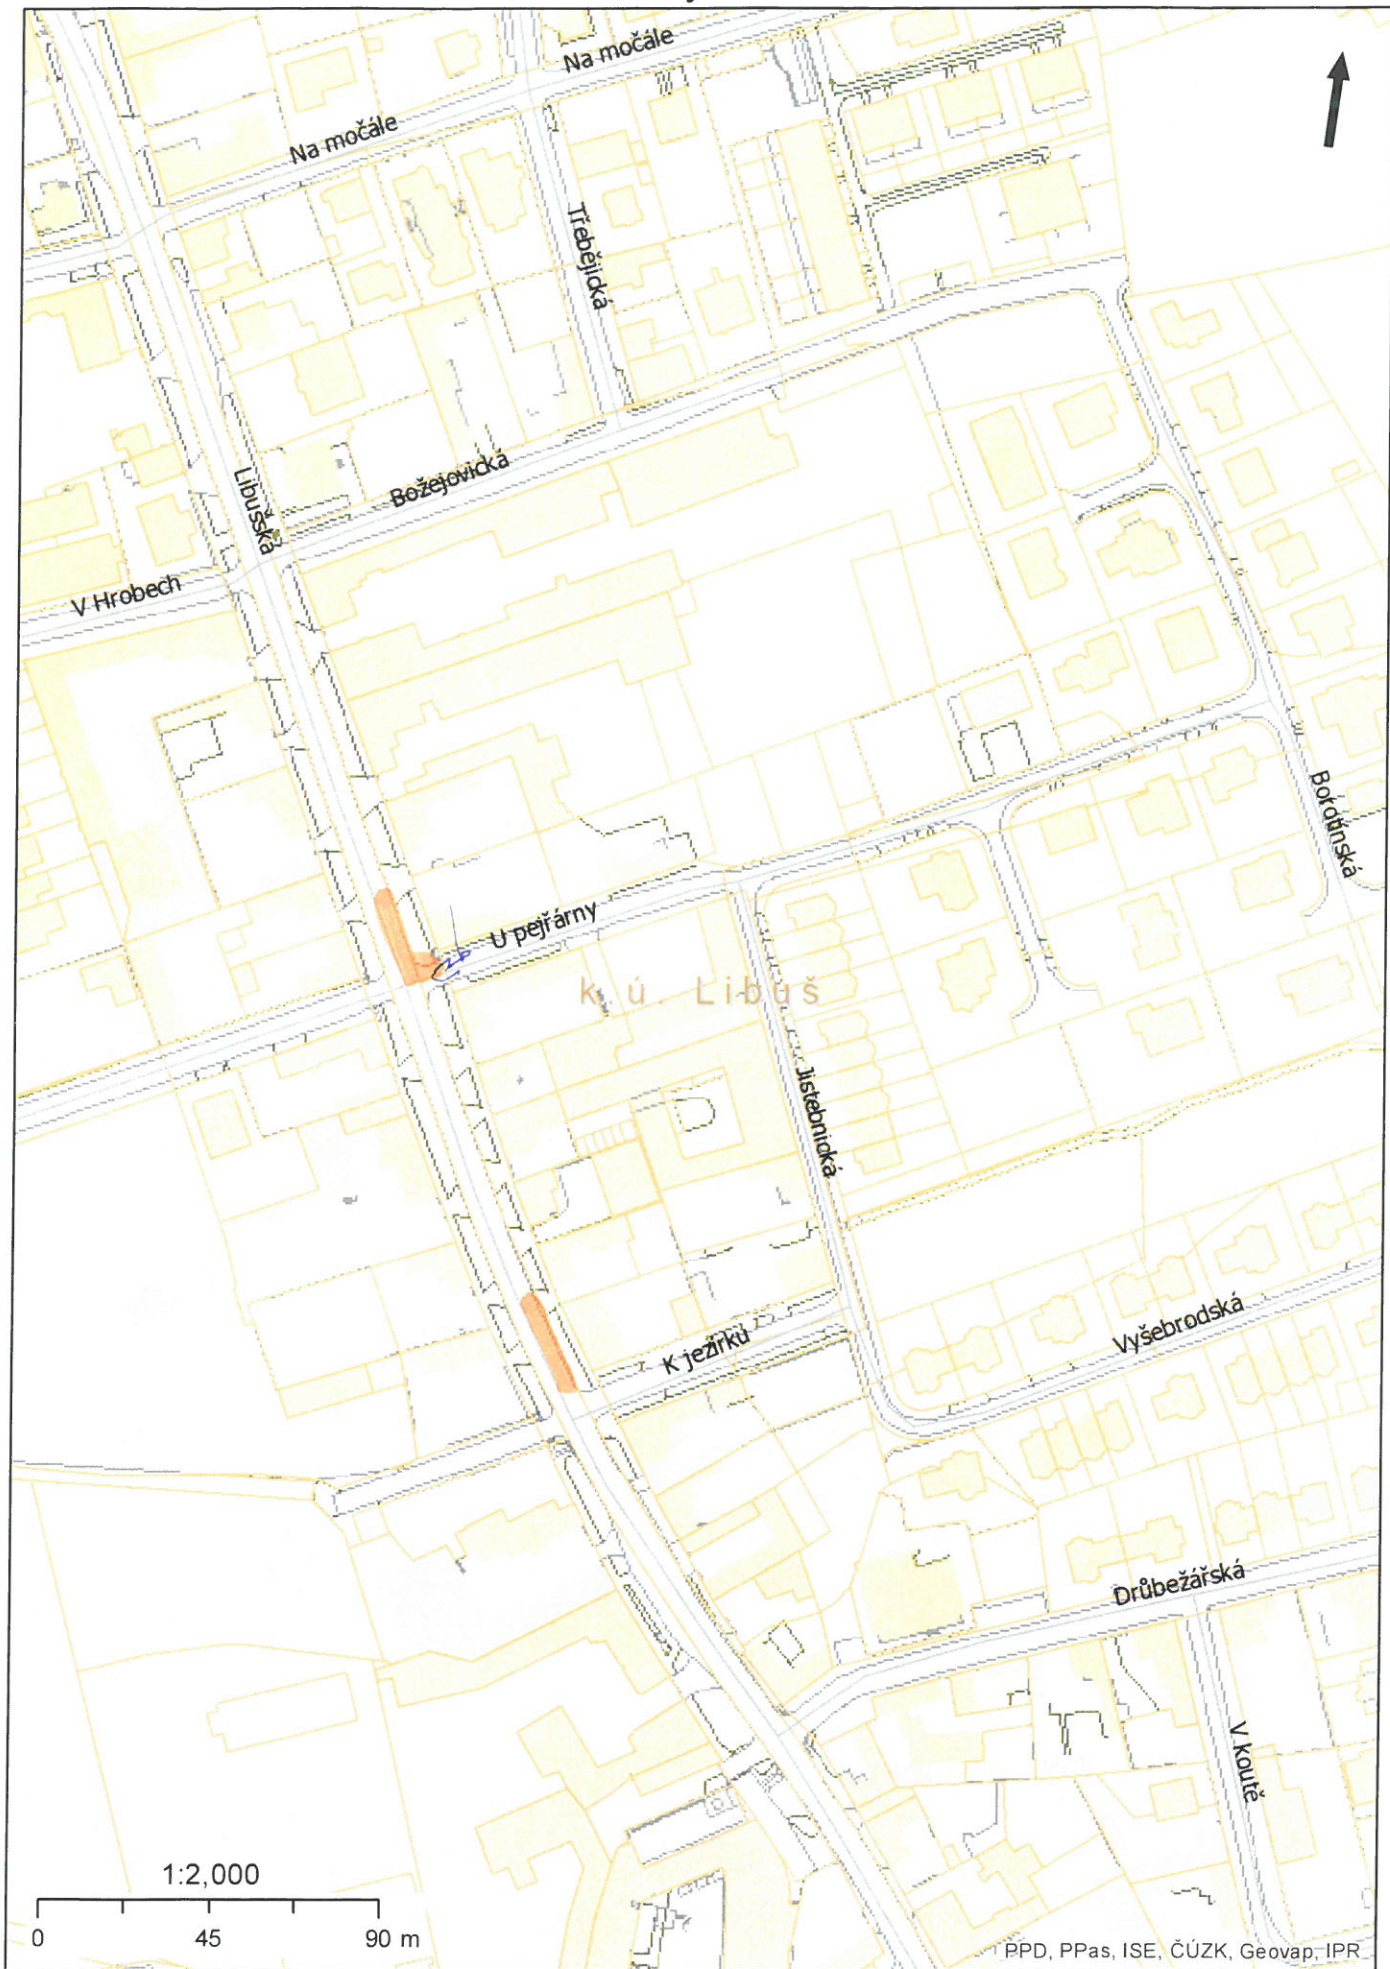 Na močále
Na močále
Třebějická
Libušská
Božejovická
V Hrobech
Borotínská
U pejřárny
k. ú. Libuš
Jistebnická
K jezírku
Vyšebrodská
Drůbežářská
V koutě
1:2,000
0 45 90 m
PPD, PPas, ISE, ČÚZK, Geovap, IPR